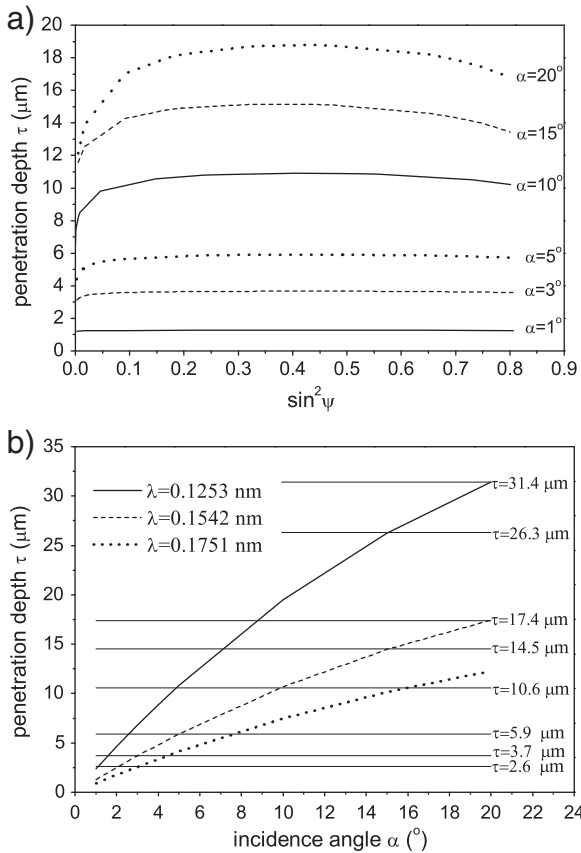 a)
20
18
16
14
12
10
8
6
4
2
0
penetration depth τ (μm)
α=20°
α=15°
α=10°
α=5°
α=3°
α=1°
0.0 0.1 0.2 0.3 0.4 0.5 0.6 0.7 0.8 0.9
sin²ψ
b)
35
30
25
20
15
10
5
0
penetration depth τ (μm)
λ=0.1253 nm
λ=0.1542 nm
λ=0.1751 nm
τ=31.4 μm
τ=26.3 μm
τ=17.4 μm
τ=14.5 μm
τ=10.6 μm
τ=5.9 μm
τ=3.7 μm
τ=2.6 μm
0 2 4 6 8 10 12 14 16 18 20 22 24
incidence angle α (°)